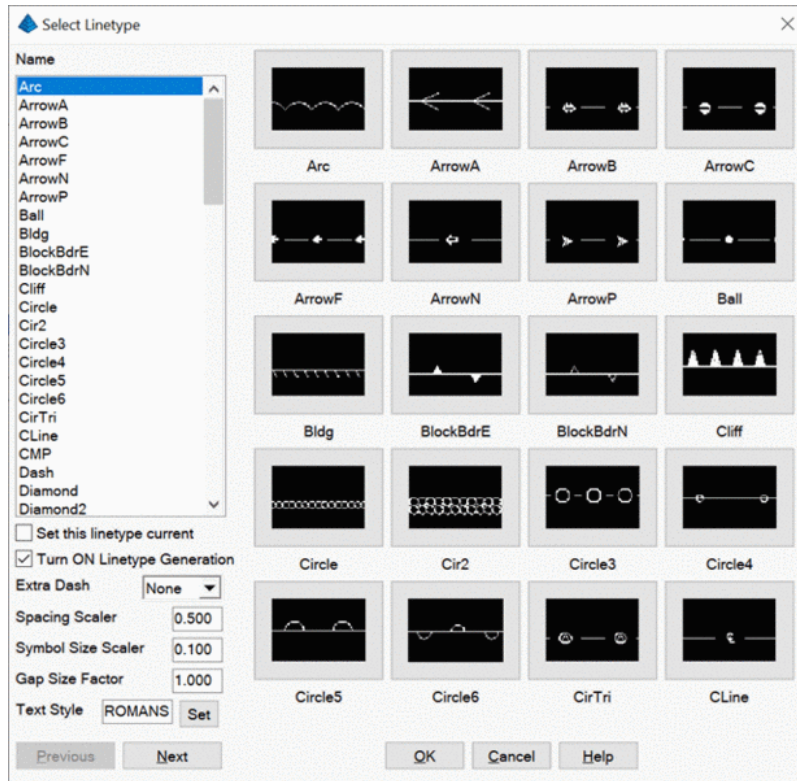 Select Linetype
Name
Arc
ArrowA
ArrowB
ArrowC
ArrowF
ArrowN
ArrowP
Ball
Bldg
BlockBdrE
BlockBdrN
Cliff
Circle
Cir2
Circle3
Circle4
Circle5
Circle6
CirTri
CLine
CMP
Dash
Diamond
Diamond2
Set this linetype current
Turn ON Linetype Generation
Extra Dash None
Spacing Scaler 0.500
Symbol Size Scaler 0.100
Gap Size Factor 1.000
Text Style ROMANS Set
Previous Next
Arc ArrowA ArrowB ArrowC
ArrowF ArrowN ArrowP Ball
Bldg BlockBdrE BlockBdrN Cliff
Circle Cir2 Circle3 Circle4
Circle5 Circle6 CirTri CLine
OK Cancel Help